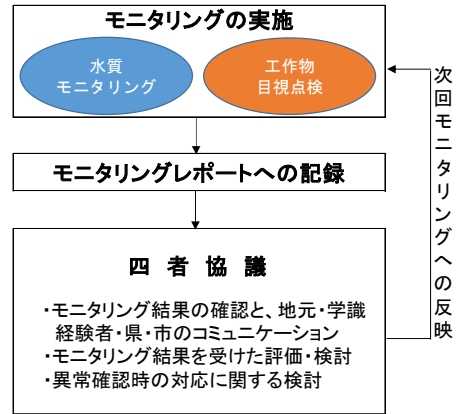 モニタリングの実施
水質
モニタリング
工作物
目視点検
モニタリングレポートへの記録
四者協議
・モニタリング結果の確認と、地元・学識
経験者・県・市のコミュニケーション
・モニタリング結果を受けた評価・検討
・異常確認時の対応に関する検討
次回モニタリングへの反映